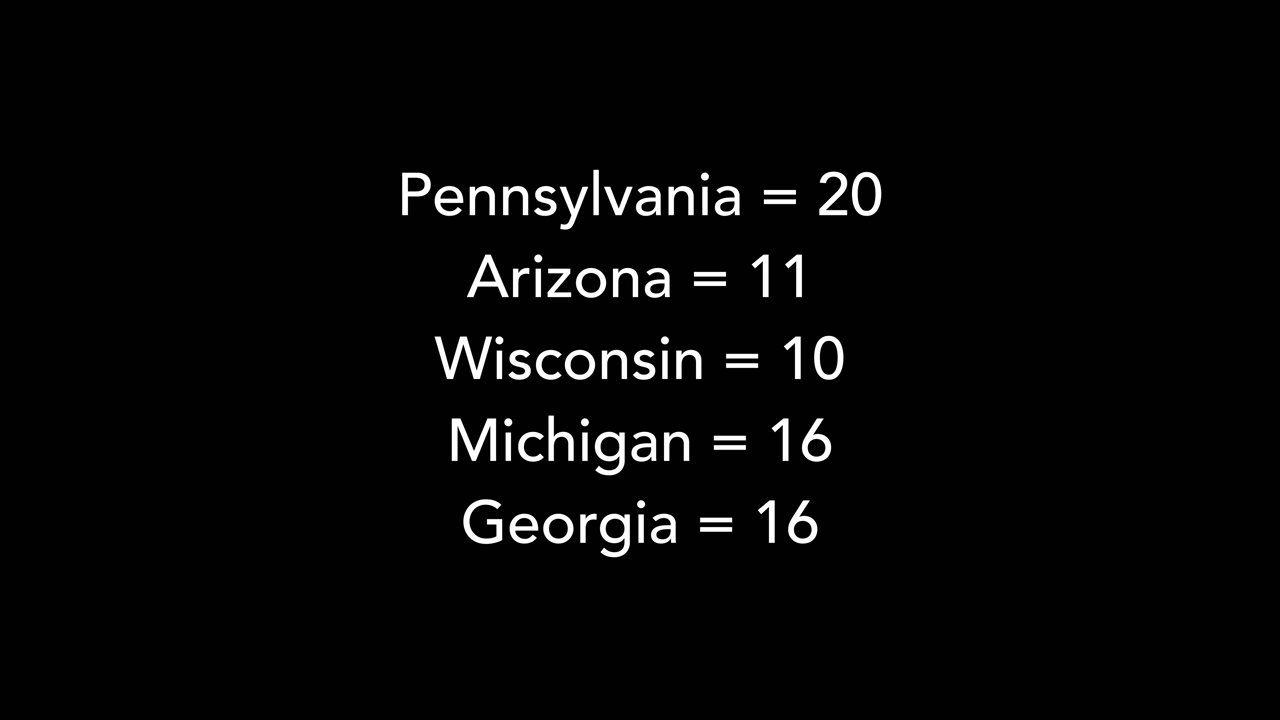 Pennsylvania = 20
Arizona = 11
Wisconsin = 10
Michigan = 16
Georgia = 16